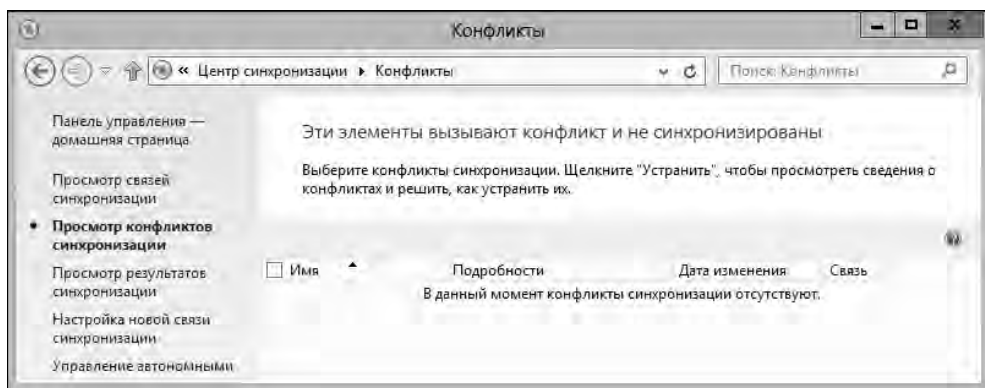 Конфликты
« Центр синхронизации ▸ Конфликты
Поиск: Конфликты
Панель управления —
домашняя страница
Просмотр связей
синхронизации
• Просмотр конфликтов
синхронизации
Просмотр результатов
синхронизации
Настройка новой связи
синхронизации
Управление автономными
Эти элементы вызывают конфликт и не синхронизированы
Выберите конфликты синхронизации. Щелкните "Устранить", чтобы просмотреть сведения о
конфликтах и решить, как устранить их.
Имя Подробности Дата изменения Связь
В данный момент конфликты синхронизации отсутствуют.